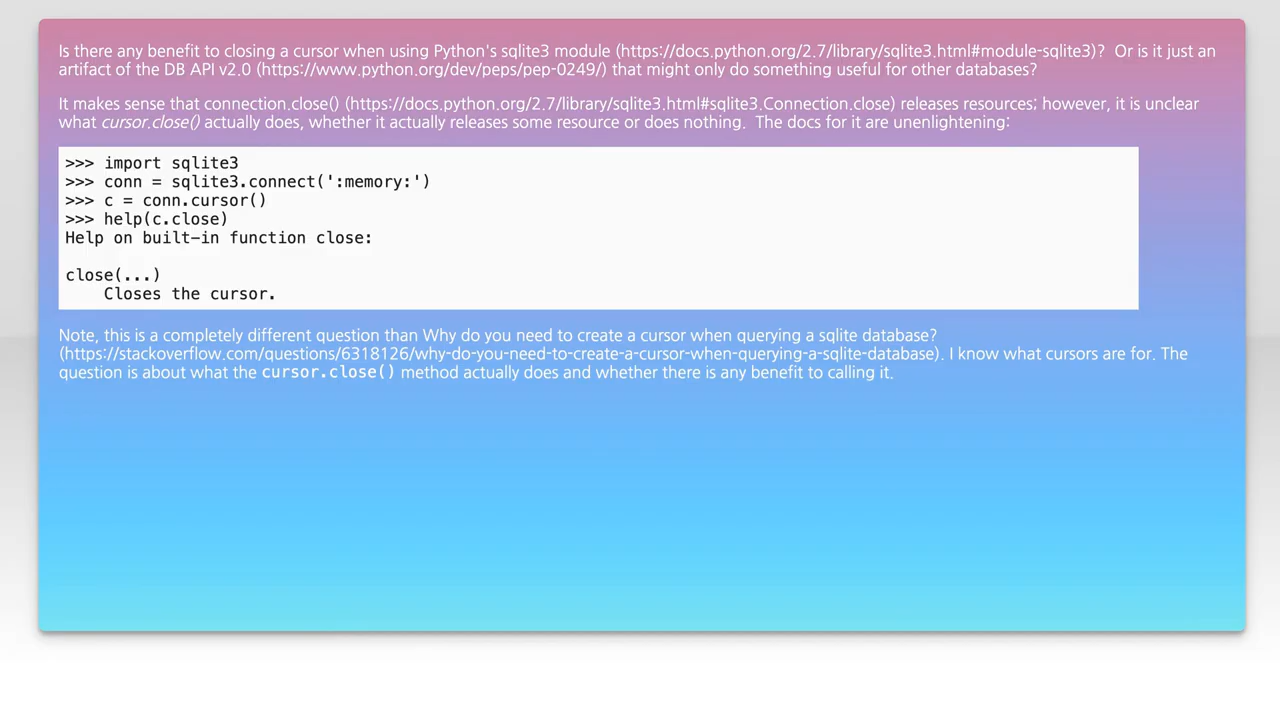 Is there any benefit to closing a cursor when using Python's sqlite3 module (https://docs.python.org/2.7/library/sqlite3.html#module-sqlite3)?  Or is it just an
artifact of the DB API v2.0 (https://www.python.org/dev/peps/pep-0249/) that might only do something useful for other databases?
It makes sense that connection.close() (https://docs.python.org/2.7/library/sqlite3.html#sqlite3.Connection.close) releases resources; however, it is unclear
what cursor.close() actually does, whether it actually releases some resource or does nothing.  The docs for it are unenlightening:
>>> import sqlite3
>>> conn = sqlite3.connect(':memory:')
>>> c = conn.cursor()
>>> help(c.close)
Help on built-in function close:
close(...)
    Closes the cursor.
Note, this is a completely different question than Why do you need to create a cursor when querying a sqlite database?
(https://stackoverflow.com/questions/6318126/why-do-you-need-to-create-a-cursor-when-querying-a-sqlite-database). I know what cursors are for. The
question is about what the cursor.close() method actually does and whether there is any benefit to calling it.